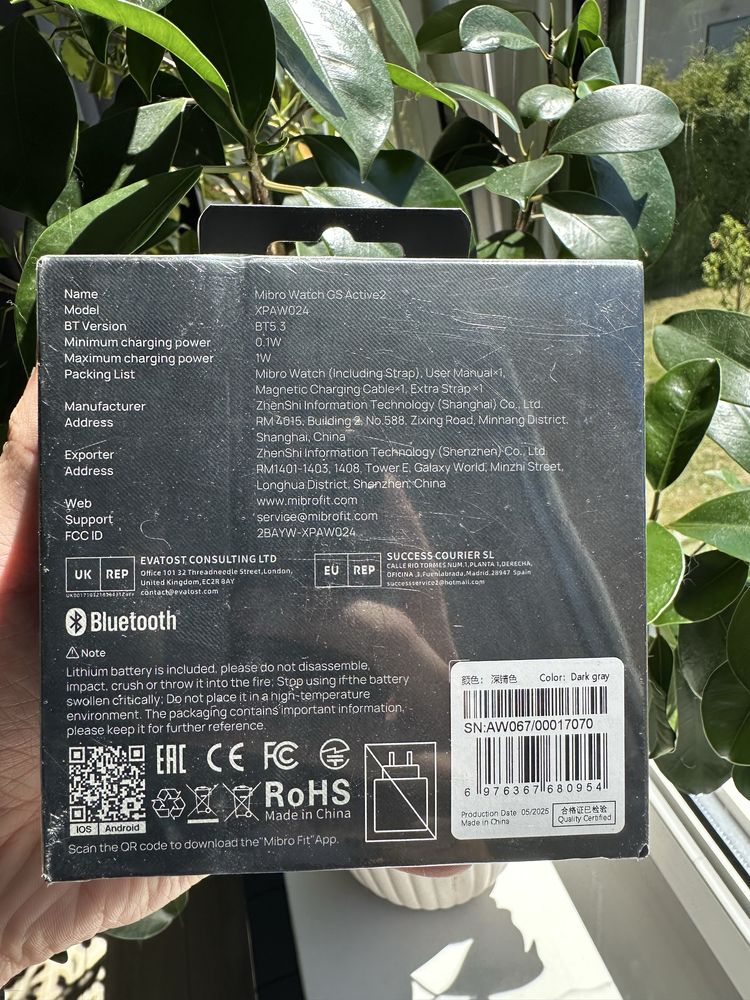 Name Mibro Watch GS Active2
Model XPAW024
BT Version BT5.3
Minimum charging power 0.1W
Maximum charging power 1W
Packing List Mibro Watch (Including Strap), User Manual×1,
Magnetic Charging Cable×1, Extra Strap×1
Manufacturer ZhenShi Information Technology (Shanghai) Co., Ltd.
Address RM 4015, Building 2, No.588, Zixing Road, Minhang District,
Shanghai, China
Exporter ZhenShi Information Technology (Shenzhen) Co., Ltd.
Address RM1401-1403, 1408, Tower E, Galaxy World, Minzhi Street,
Longhua District, Shenzhen, China
Web www.mibrofit.com
Support service@mibrofit.com
FCC ID 2BAYW-XPAW024
UK REP
EVATOST CONSULTING LTD
Office 101 32 Threadneedle Street,London,
United Kingdom,EC2R 8AY
contact@evatost.com
EU REP
SUCCESS COURIER SL
CALLE RIO TORMES NUM.1,PLANTA 1,DERECHA,
OFICINA 3,Fuenlabrada,Madrid,28947 Spain
successservice2@hotmail.com
Bluetooth®
Note
Lithium battery is included, please do not disassemble,
impact, crush or throw it into the fire; Stop using if the battery
swollen critically; Do not place it in a high-temperature
environment. The packaging contains important information,
please keep it for further reference.
EAC CE FC
RoHS
Made in China
iOS Android
Scan the QR code to download the "Mibro Fit" App.
颜色: 深锖色 Color: Dark gray
SN:AW067/00017070
6 976367 680954
Production Date 05/2025
Made in China
合格证已检验
Quality Certified